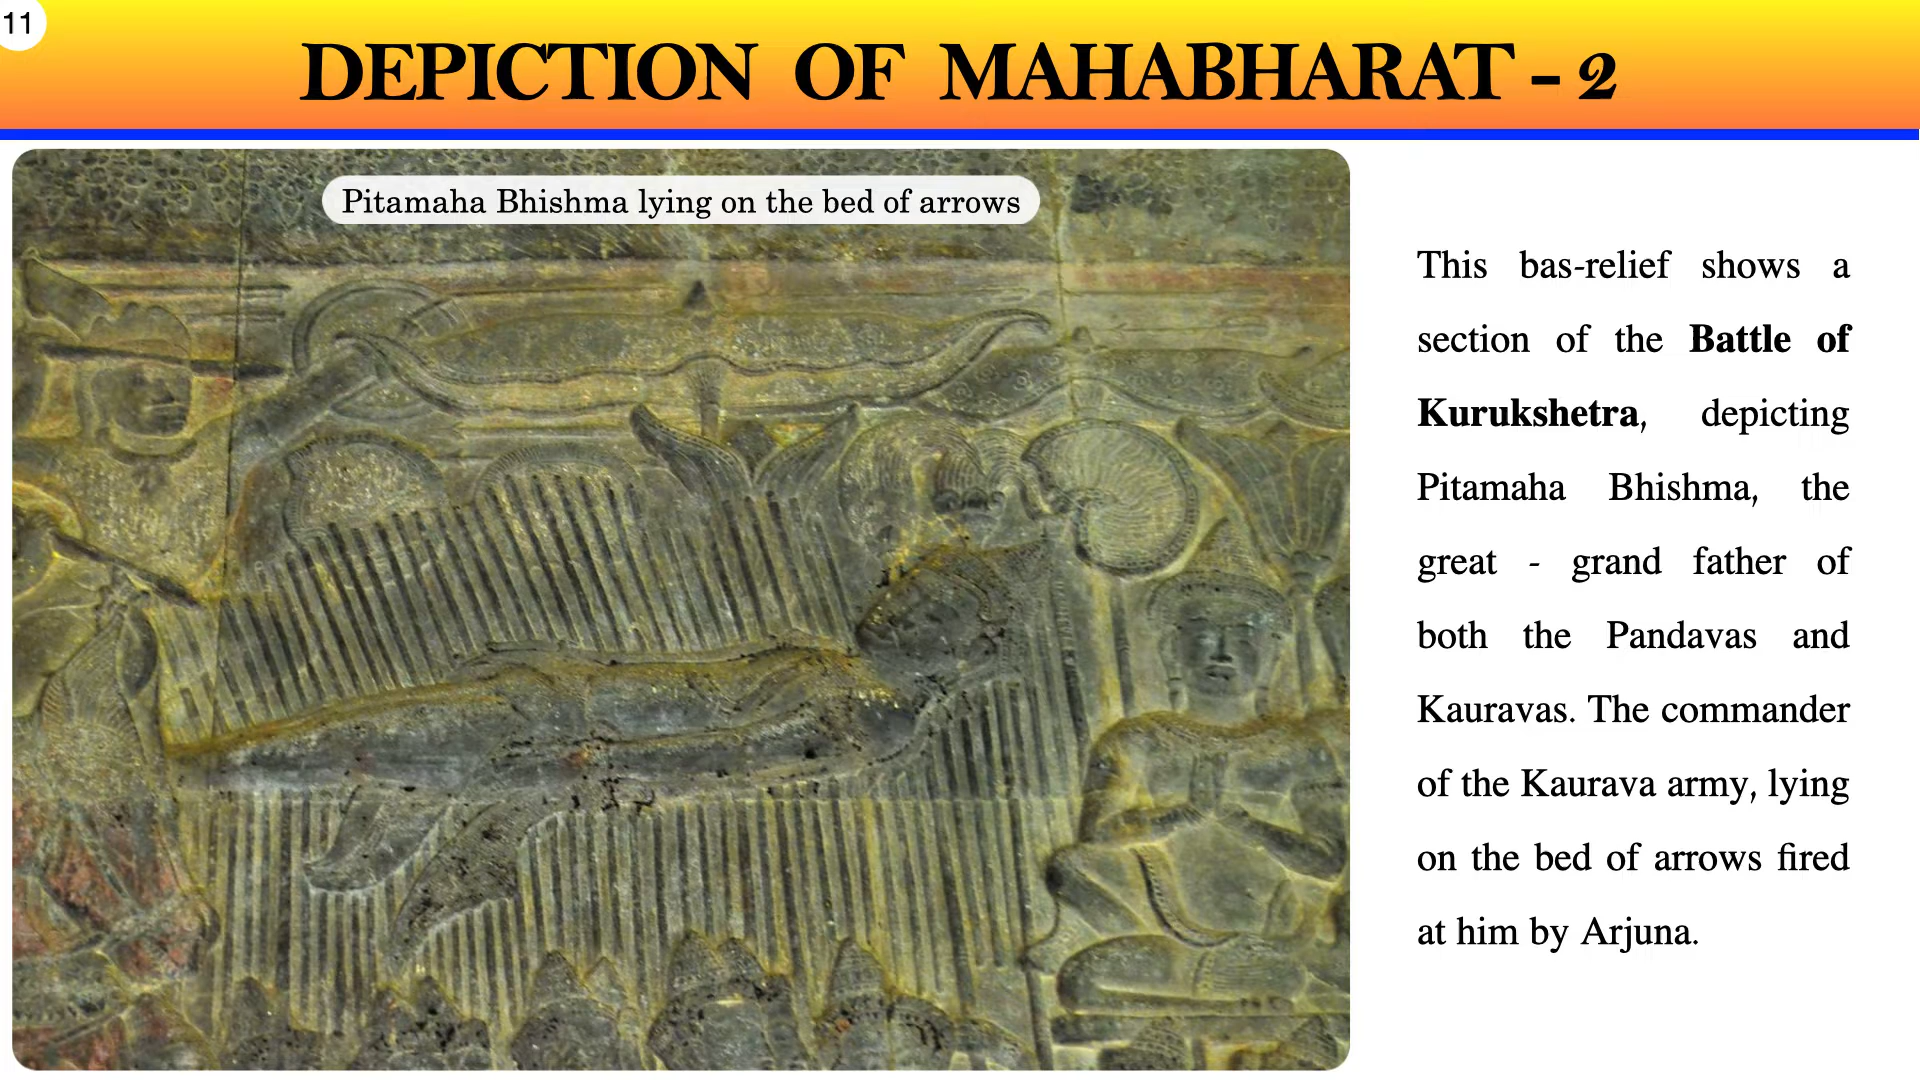 11
DEPICTION OF MAHABHARAT - 2
Pitamaha Bhishma lying on the bed of arrows
This bas-relief shows a
section of the Battle of
Kurukshetra, depicting
Pitamaha Bhishma, the
great - grand father of
both the Pandavas and
Kauravas. The commander
of the Kaurava army, lying
on the bed of arrows fired
at him by Arjuna.